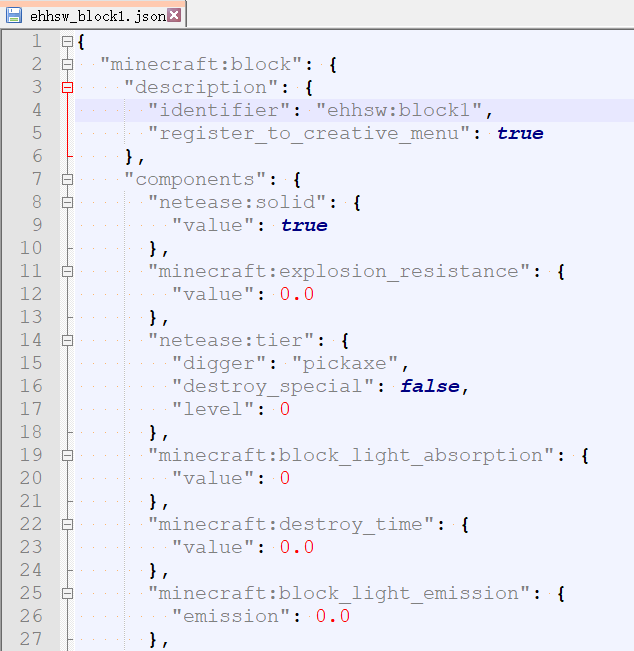 ehhsw_block1.json
1 {
2 "minecraft:block": {
3 "description": {
4 "identifier": "ehhsw:block1",
5 "register_to_creative_menu": true
6 },
7 "components": {
8 "netease:solid": {
9 "value": true
10 },
11 "minecraft:explosion_resistance": {
12 "value": 0.0
13 },
14 "netease:tier": {
15 "digger": "pickaxe",
16 "destroy_special": false,
17 "level": 0
18 },
19 "minecraft:block_light_absorption": {
20 "value": 0
21 },
22 "minecraft:destroy_time": {
23 "value": 0.0
24 },
25 "minecraft:block_light_emission": {
26 "emission": 0.0
27 },